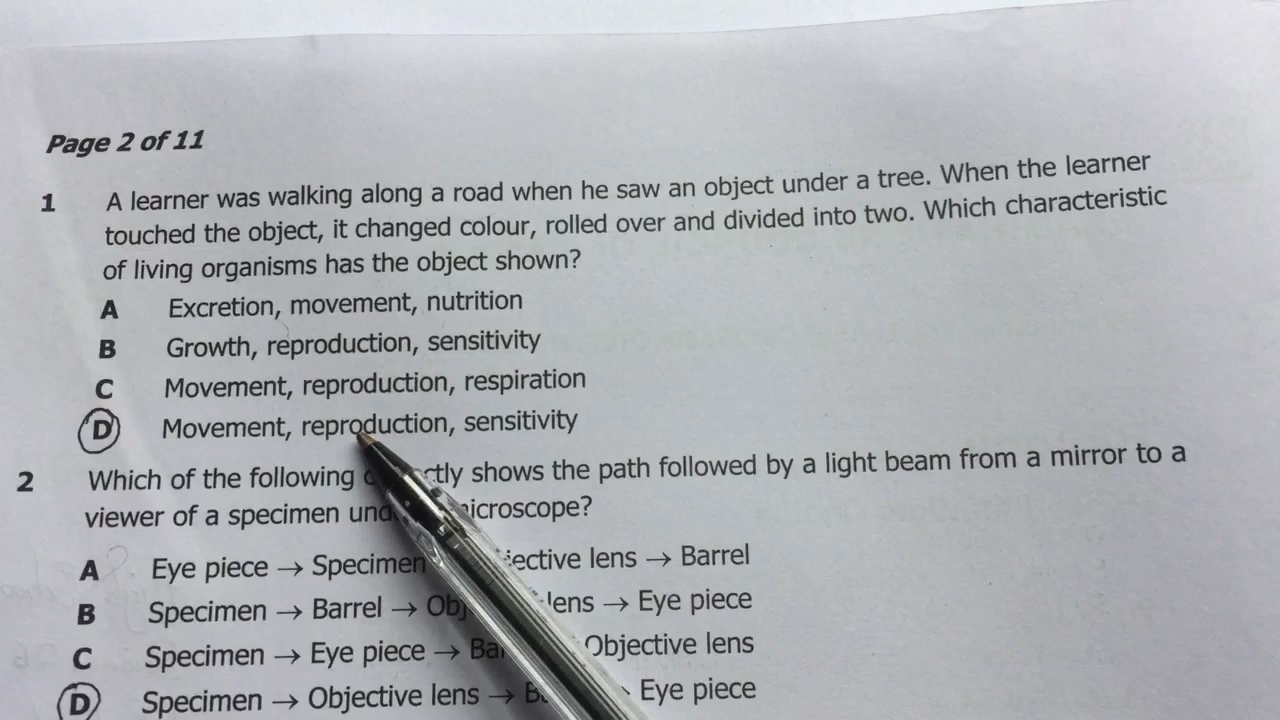 Page 2 of 11
1 A learner was walking along a road when he saw an object under a tree. When the learner
touched the object, it changed colour, rolled over and divided into two. Which characteristic
of living organisms has the object shown?
A Excretion, movement, nutrition
B Growth, reproduction, sensitivity
C Movement, reproduction, respiration
D Movement, reproduction, sensitivity
2 Which of the following ctly shows the path followed by a light beam from a mirror to a
viewer of a specimen und icroscope?
A Eye piece → Specimen jective lens → Barrel
B Specimen → Barrel → Obj lens → Eye piece
C Specimen → Eye piece → Bar Objective lens
D Specimen → Objective lens → B → Eye piece